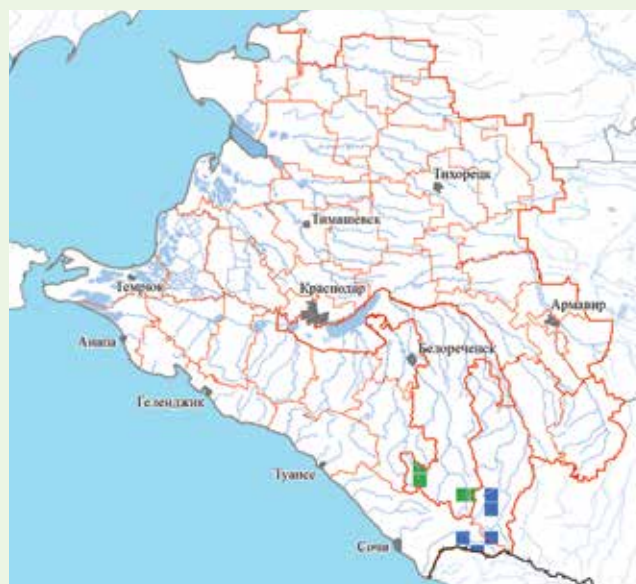 Тихорецк
Тимашевск
Темрюк
Краснодар
Армавир
Анапа
Белореченск
Геленджик
Туапсе
Сочи